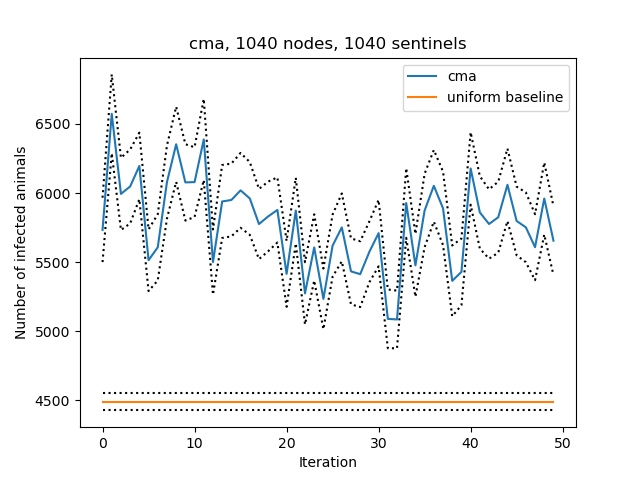 cma, 1040 nodes, 1040 sentinels
cma
uniform baseline
Number of infected animals
6500
6000
5500
5000
4500
0 10 20 30 40 50
Iteration